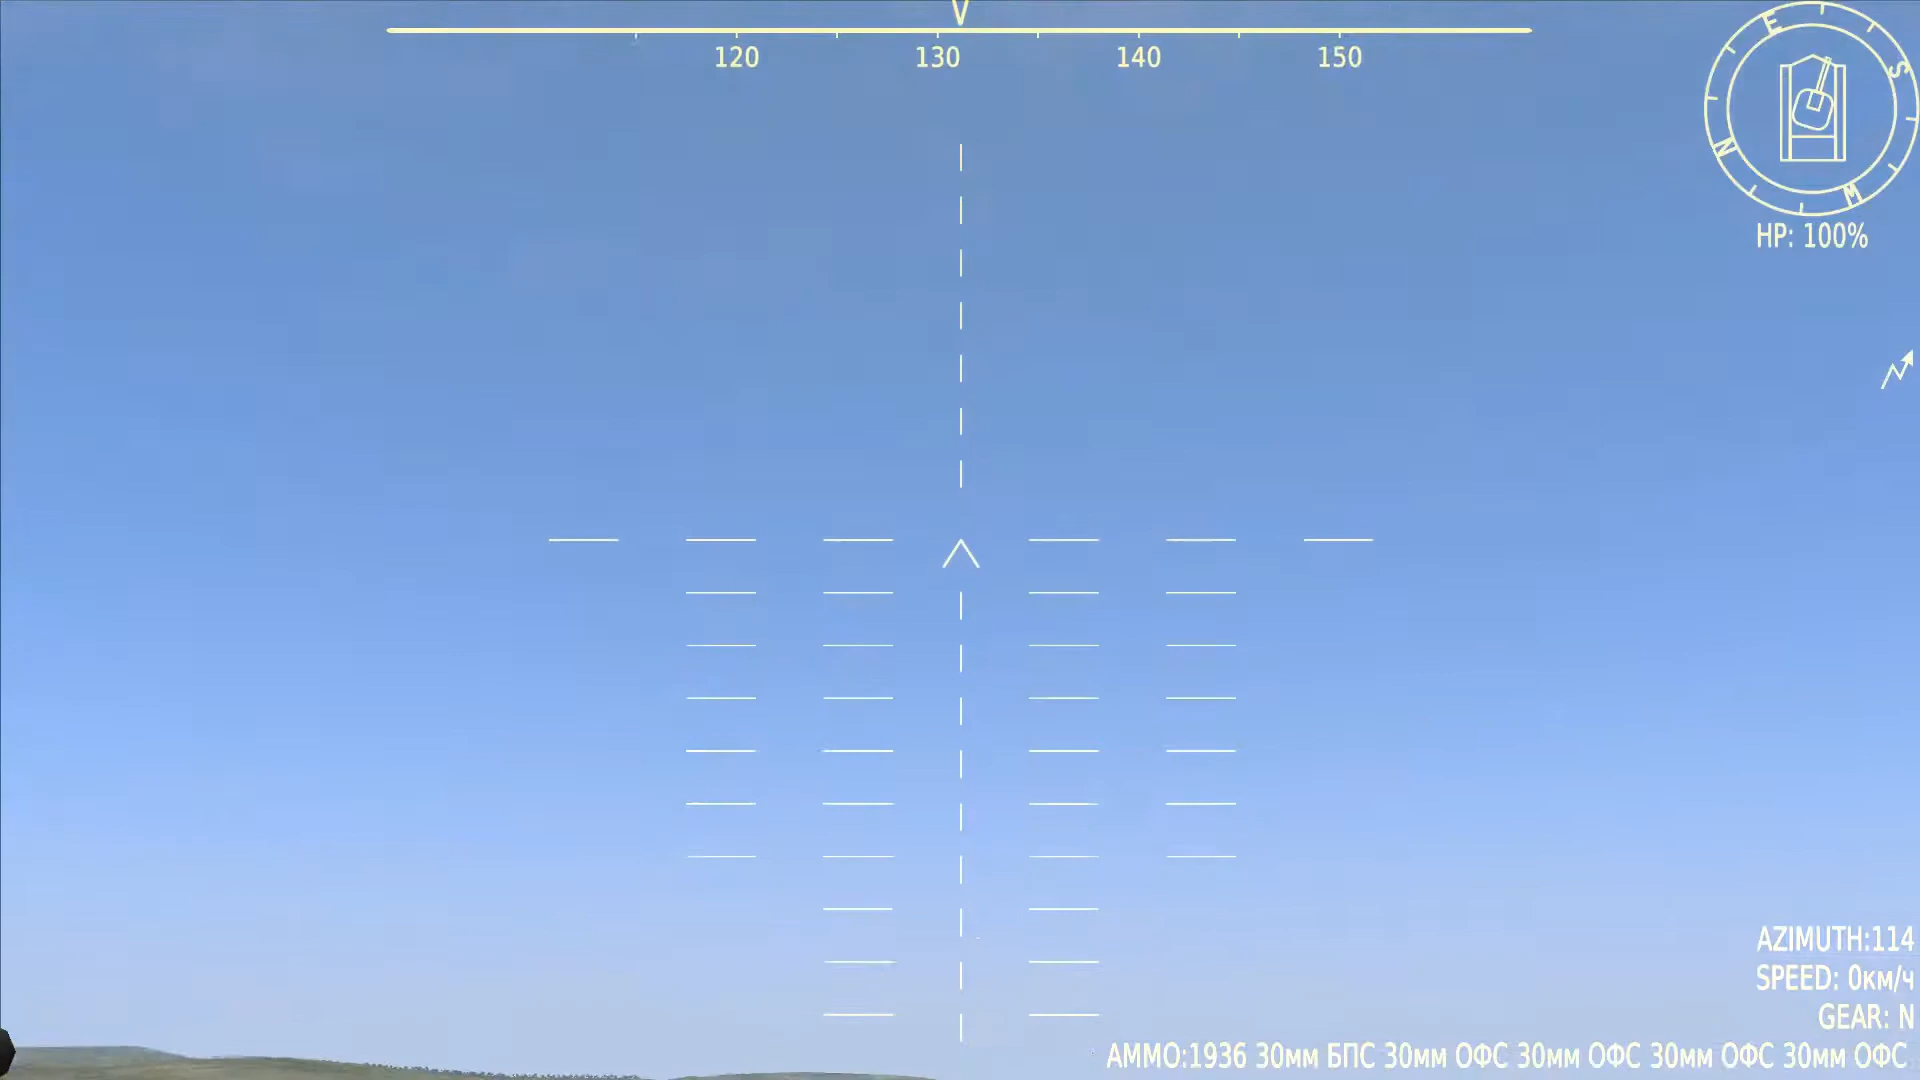 V
120 130 140 150
E
S
N
W
HP: 100%
AZIMUTH:114
SPEED: 0км/ч
GEAR: N
AMMO:1936 30мм БПС 30мм ОФС 30мм ОФС 30мм ОФС 30мм ОФС